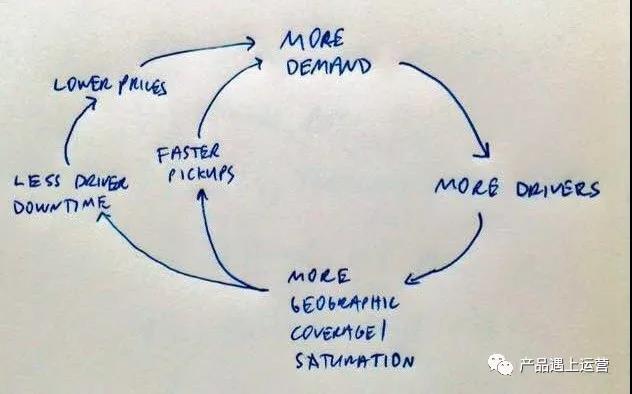 MORE
DEMAND
LOWER PRICES
FASTER
PICKUPS
LESS DRIVER
DOWNTIME
MORE DRIVERS
MORE
GEOGRAPHIC
COVERAGE/
SATURATION
产品遇上运营